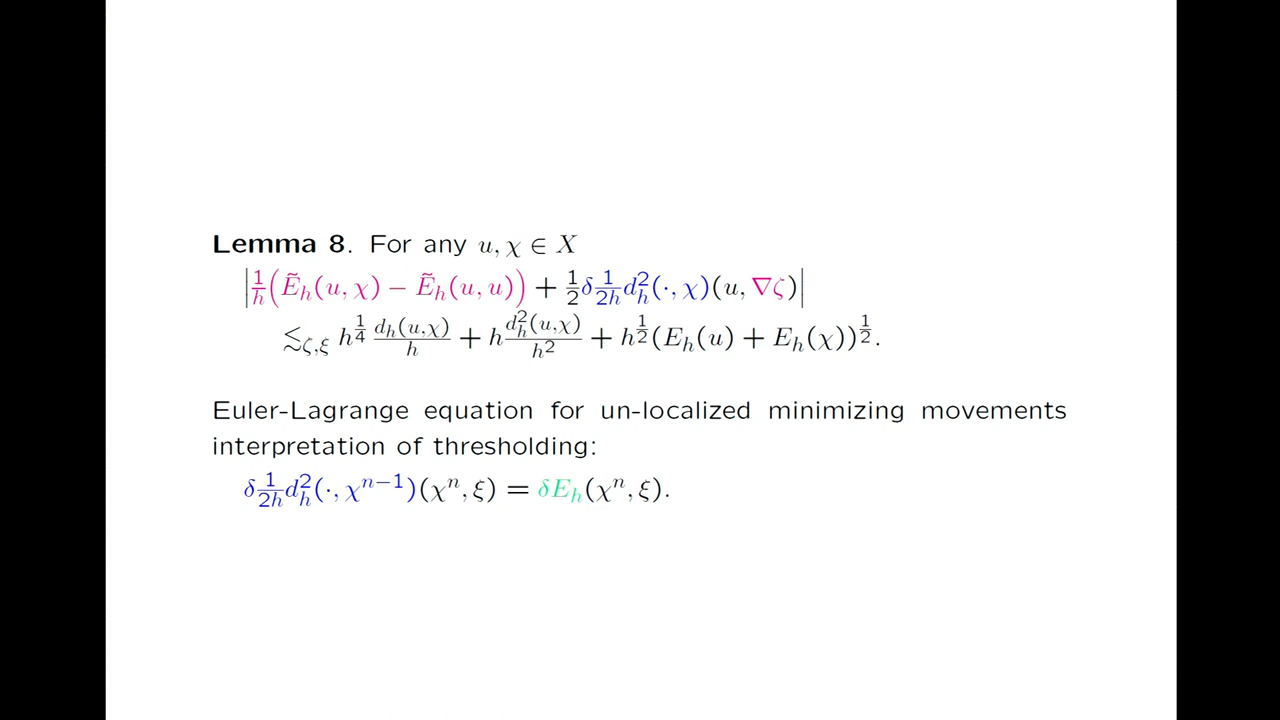 Lemma 8. For any u, χ ∈ X
|1/h(Ẽ_h(u, χ) − Ẽ_h(u, u)) + 1/2 δ 1/2h d_h^2(·, χ)(u, ∇ζ)|
≲_{ζ,ξ} h^{1/4} d_h(u,χ)/h + h d_h^2(u,χ)/h^2 + h^{1/2}(E_h(u) + E_h(χ))^{1/2}.
Euler-Lagrange equation for un-localized minimizing movements
interpretation of thresholding:
δ 1/2h d_h^2(·, χ^{n−1})(χ^n, ξ) = δE_h(χ^n, ξ).